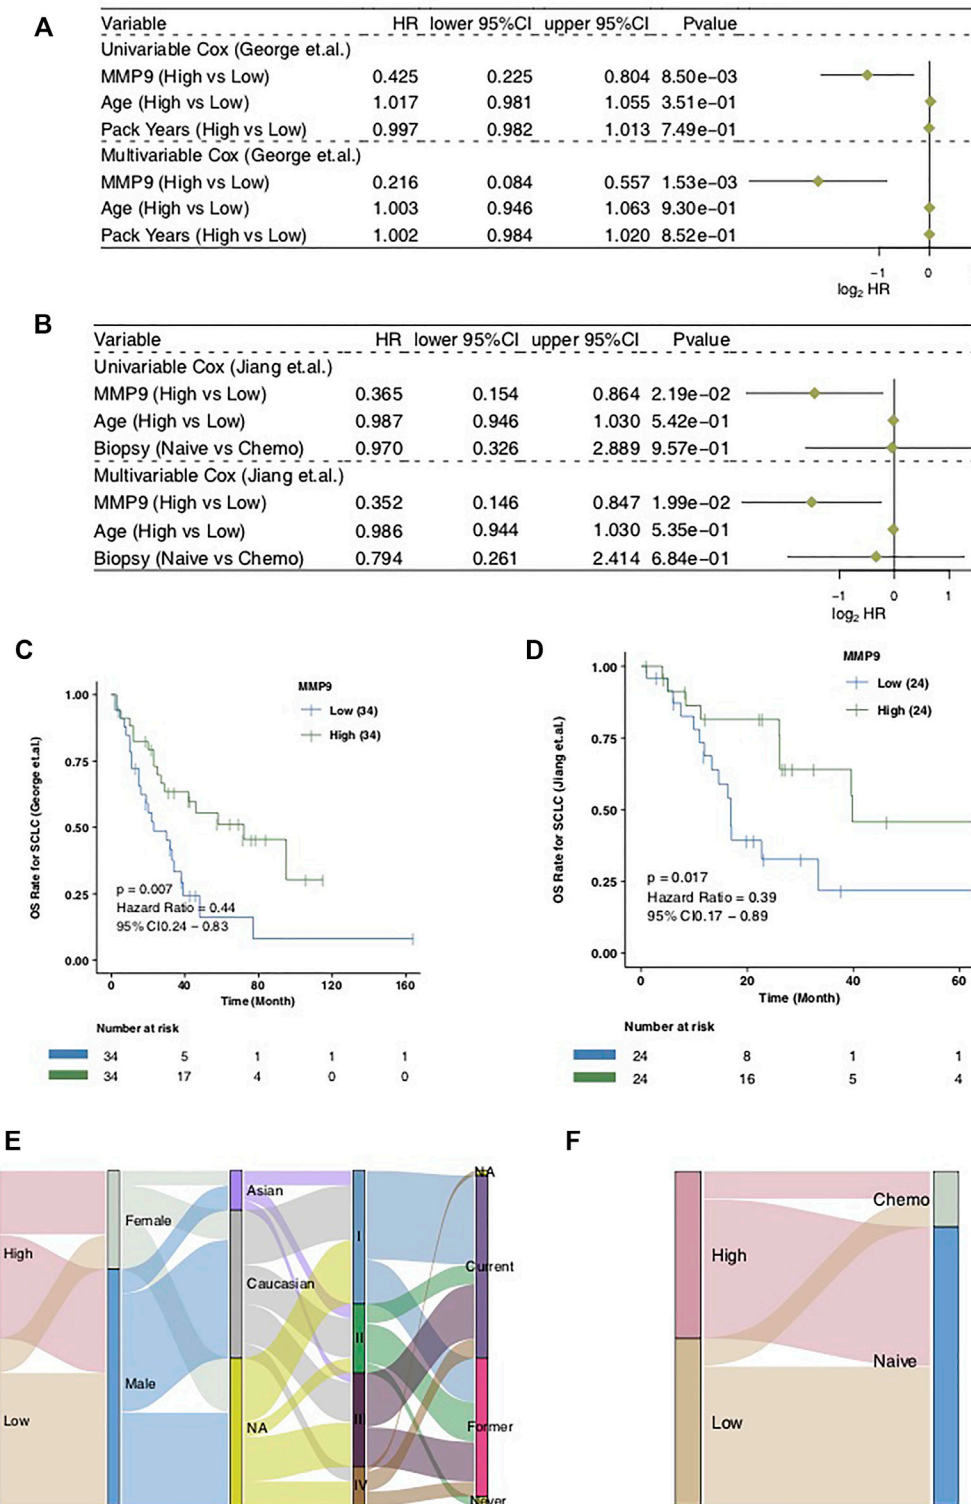 A
Variable HR lower 95%CI upper 95%CI Pvalue
Univariable Cox (George et.al.)
MMP9 (High vs Low) 0.425 0.225 0.804 8.50e−03
Age (High vs Low) 1.017 0.981 1.055 3.51e−01
Pack Years (High vs Low) 0.997 0.982 1.013 7.49e−01
Multivariable Cox (George et.al.)
MMP9 (High vs Low) 0.216 0.084 0.557 1.53e−03
Age (High vs Low) 1.003 0.946 1.063 9.30e−01
Pack Years (High vs Low) 1.002 0.984 1.020 8.52e−01
−1 0
log2 HR
B
Variable HR lower 95%CI upper 95%CI Pvalue
Univariable Cox (Jiang et.al.)
MMP9 (High vs Low) 0.365 0.154 0.864 2.19e−02
Age (High vs Low) 0.987 0.946 1.030 5.42e−01
Biopsy (Naive vs Chemo) 0.970 0.326 2.889 9.57e−01
Multivariable Cox (Jiang et.al.)
MMP9 (High vs Low) 0.352 0.146 0.847 1.99e−02
Age (High vs Low) 0.986 0.944 1.030 5.35e−01
Biopsy (Naive vs Chemo) 0.794 0.261 2.414 6.84e−01
−1 0 1
log2 HR
C
MMP9
Low (34)
High (34)
OS Rate for SCLC (George et.al.)
1.00
0.75
0.50
0.25
0.00
p = 0.007
Hazard Ratio = 0.44
95% CI0.24 − 0.83
0 40 80 120 160
Time (Month)
Number at risk
34 5 1 1 1
34 17 4 0 0
D
MMP9
Low (24)
High (24)
OS Rate for SCLC (Jiang et.al.)
1.00
0.75
0.50
0.25
0.00
p = 0.017
Hazard Ratio = 0.39
95% CI0.17 − 0.89
0 20 40 60
Time (Month)
Number at risk
24 8 1 1
24 16 5 4
E
High
Low
Female
Male
Asian
Caucasian
NA
I
II
III
IV
NA
Current
Former
Never
F
High
Low
Chemo
Naive